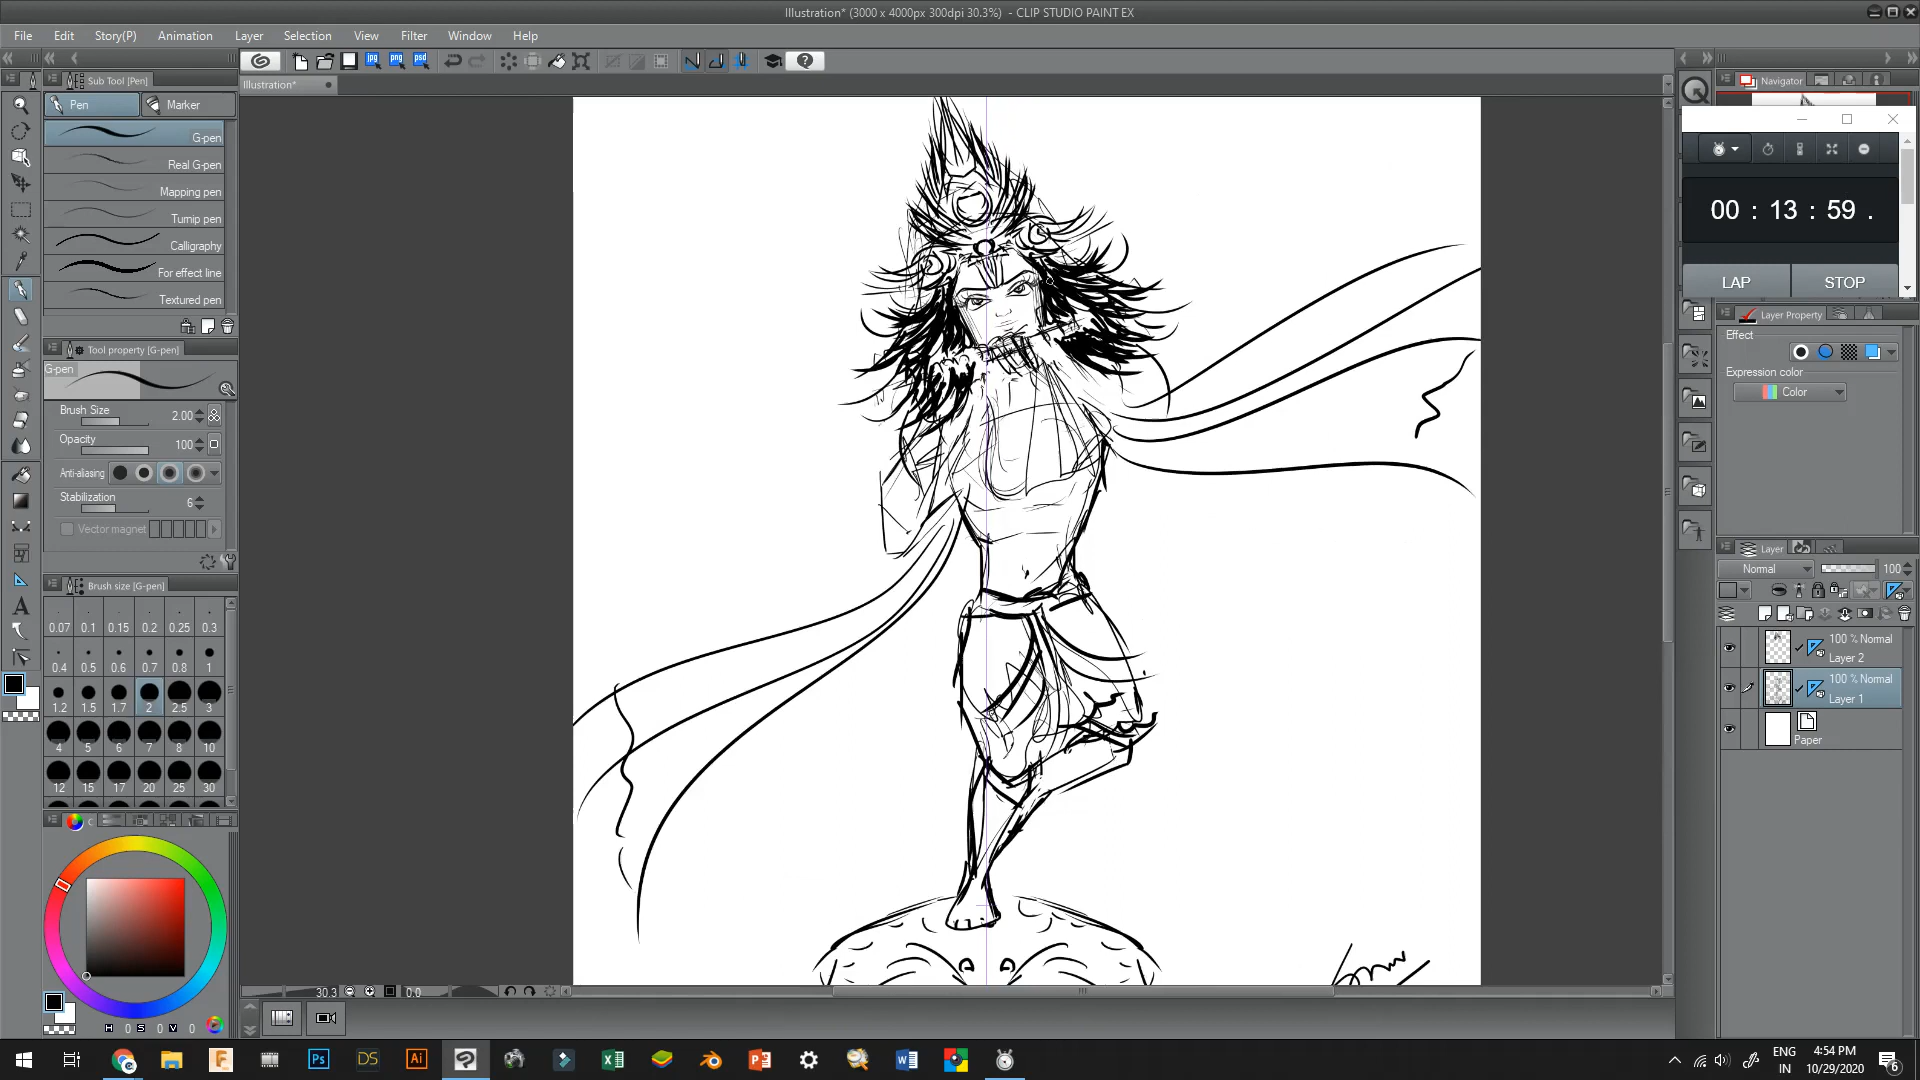 Illustration* (3000 x 4000px 300dpi 30.3%) - CLIP STUDIO PAINT EX
File Edit Story(P) Animation Layer Selection View Filter Window Help
Sub Tool [Pen]
Illustration*
Navigator
Pen Marker
G-pen
Real G-pen
Mapping pen
Turnip pen
Calligraphy
For effect line
Textured pen
00 : 13 : 59 .
LAP STOP
Layer Property
Effect
Expression color
Color
Tool property [G-pen]
G-pen
Brush Size 2.00
Opacity 100
Anti-aliasing
Stabilization 6
Vector magnet
Layer
Normal 100
100 % Normal
Layer 2
100 % Normal
Layer 1
Paper
Brush size [G-pen]
0.07 0.1 0.15 0.2 0.25 0.3
0.4 0.5 0.6 0.7 0.8 1
1.2 1.5 1.7 2 2.5 3
4 5 6 7 8 10
12 15 17 20 25 30
30.3 0.0
H 0 S 0 V 0
Ps DS Ai
ENG
IN
4:54 PM
10/29/2020
6